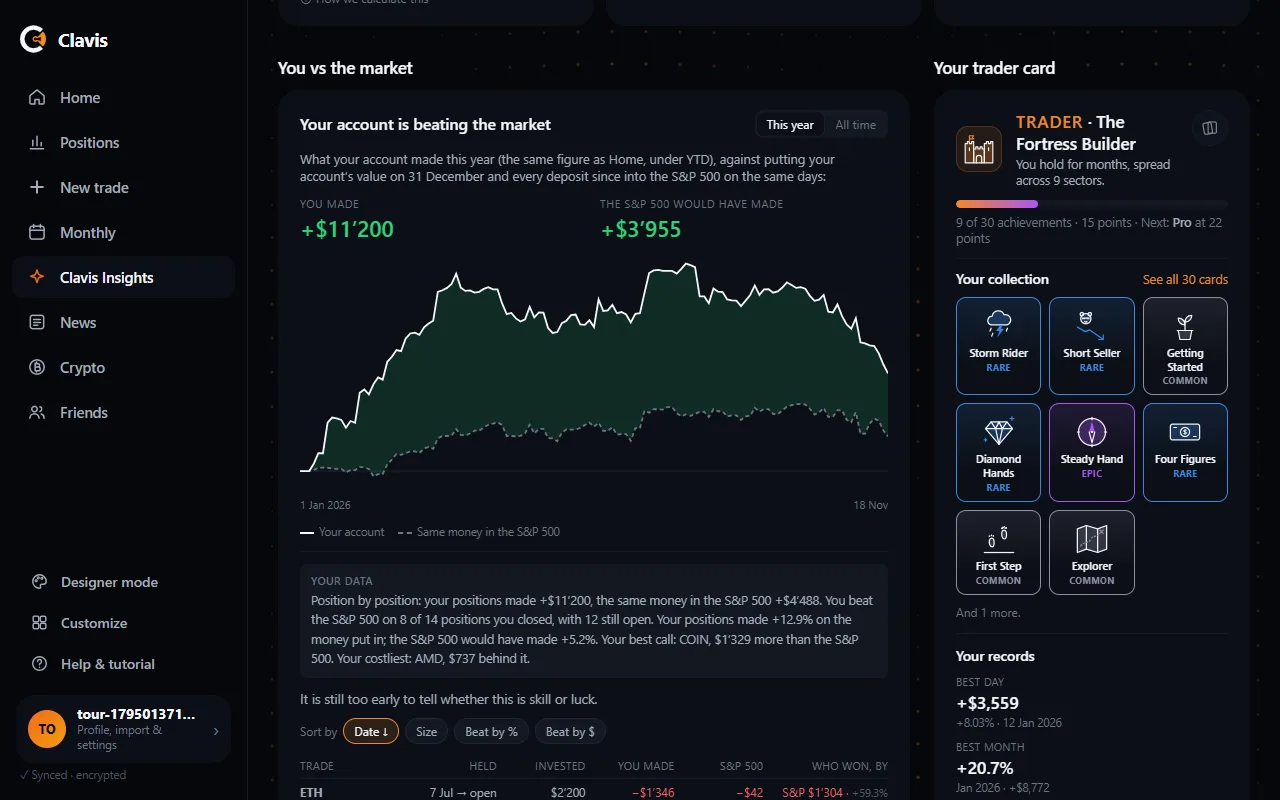 Clavis
Home
Positions
New trade
Monthly
Clavis Insights
News
Crypto
Friends
Designer mode
Customize
Help & tutorial
TO
tour-179501371...
Profile, import &
settings
✓ Synced · encrypted
How we calculate this
You vs the market
Your account is beating the market
This year
All time
What your account made this year (the same figure as Home, under YTD), against putting your
account's value on 31 December and every deposit since into the S&P 500 on the same days:
YOU MADE
THE S&P 500 WOULD HAVE MADE
+$11’200
+$3’955
1 Jan 2026
18 Nov
Your account
Same money in the S&P 500
YOUR DATA
Position by position: your positions made +$11’200, the same money in the S&P 500 +$4’488. You beat
the S&P 500 on 8 of 14 positions you closed, with 12 still open. Your positions made +12.9% on the
money put in; the S&P 500 would have made +5.2%. Your best call: COIN, $1’329 more than the S&P
500. Your costliest: AMD, $737 behind it.
It is still too early to tell whether this is skill or luck.
Sort by
Date ↓
Size
Beat by %
Beat by $
TRADE
HELD
INVESTED
YOU MADE
S&P 500
WHO WON, BY
ETH
7 Jul → open
$2’200
−$1’346
−$42
S&P $1’304 · +59.3%
Your trader card
TRADER · The
Fortress Builder
You hold for months, spread
across 9 sectors.
9 of 30 achievements · 15 points · Next: Pro at 22
points
Your collection
See all 30 cards
Storm Rider
RARE
Short Seller
RARE
Getting
Started
COMMON
Diamond
Hands
RARE
Steady Hand
EPIC
Four Figures
RARE
First Step
COMMON
Explorer
COMMON
And 1 more.
Your records
BEST DAY
+$3,559
+8.03% · 12 Jan 2026
BEST MONTH
+20.7%
Jan 2026 · +$8,772